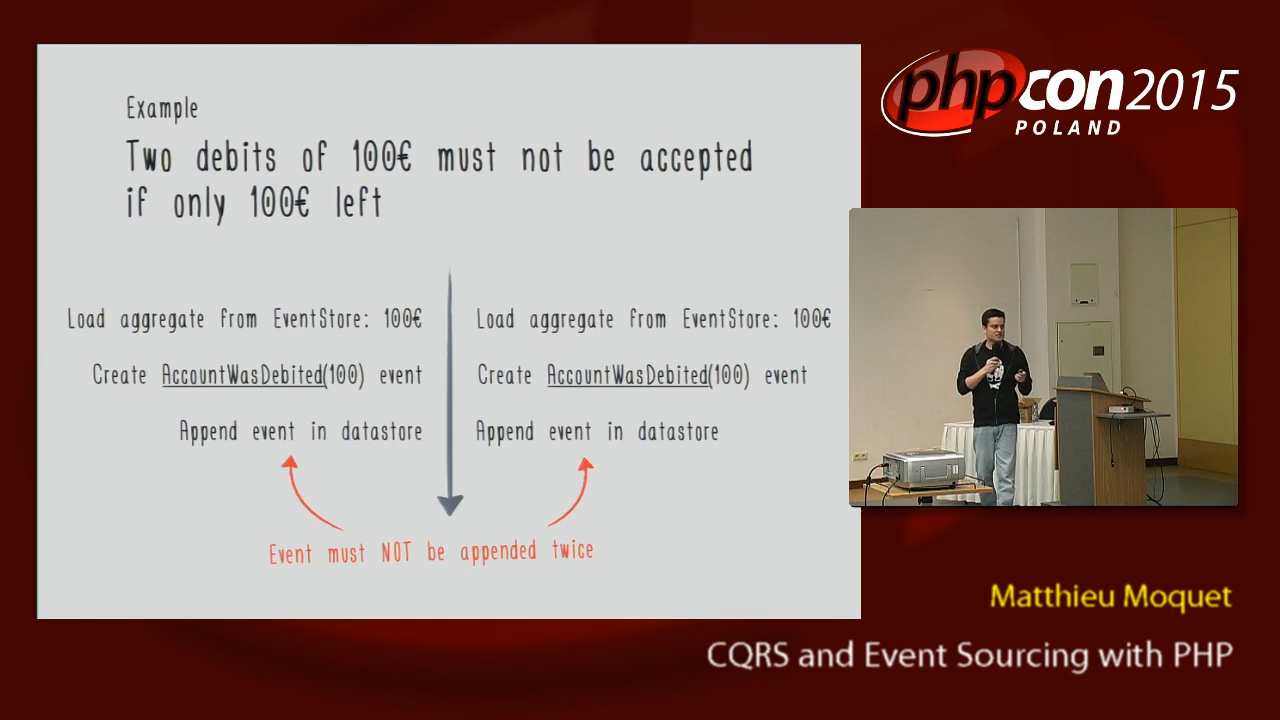 Example
Two debits of 100€ must not be accepted
if only 100€ left
Load aggregate from EventStore: 100€
Create AccountWasDebited(100) event
Append event in datastore
Load aggregate from EventStore: 100€
Create AccountWasDebited(100) event
Append event in datastore
Event must NOT be appended twice
phpcon2015
POLAND
Matthieu Moquet
CQRS and Event Sourcing with PHP